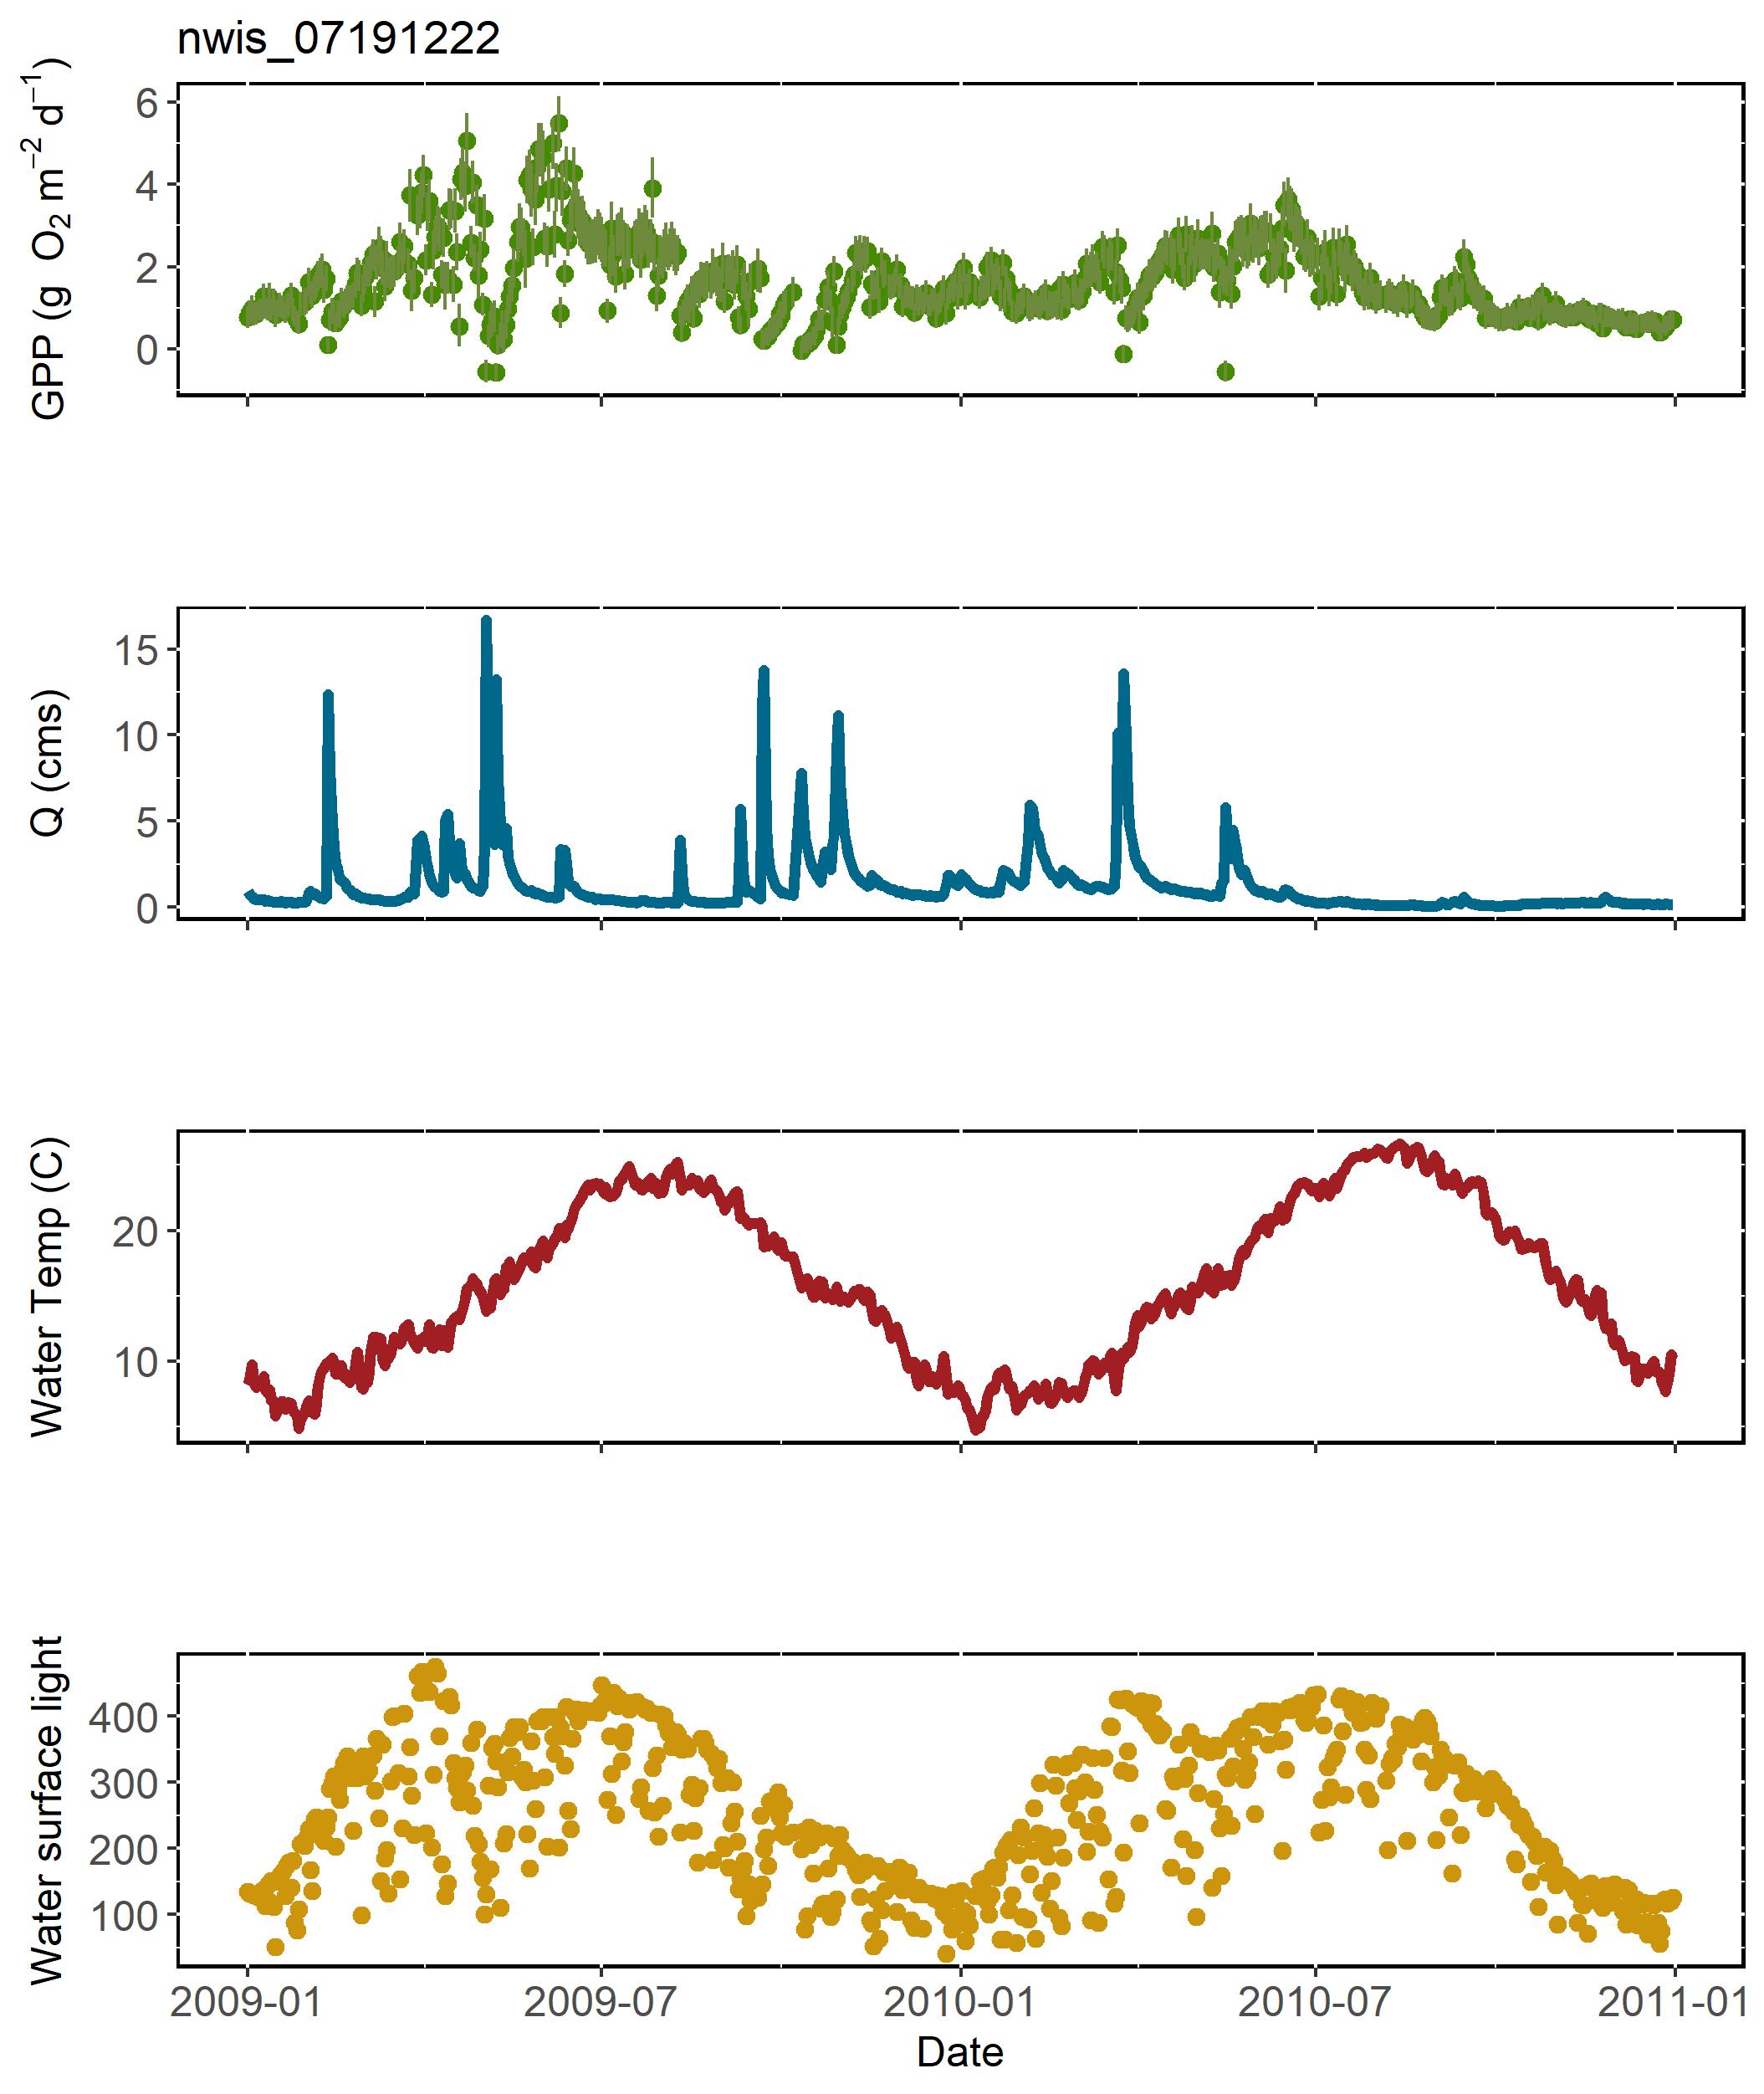 nwis_07191222
GPP (g O₂ m⁻² d⁻¹)
6
4
2
0
Q (cms)
15
10
5
0
Water Temp (C)
20
10
Water surface light
400
300
200
100
2009-01 2009-07 2010-01 2010-07 2011-01
Date